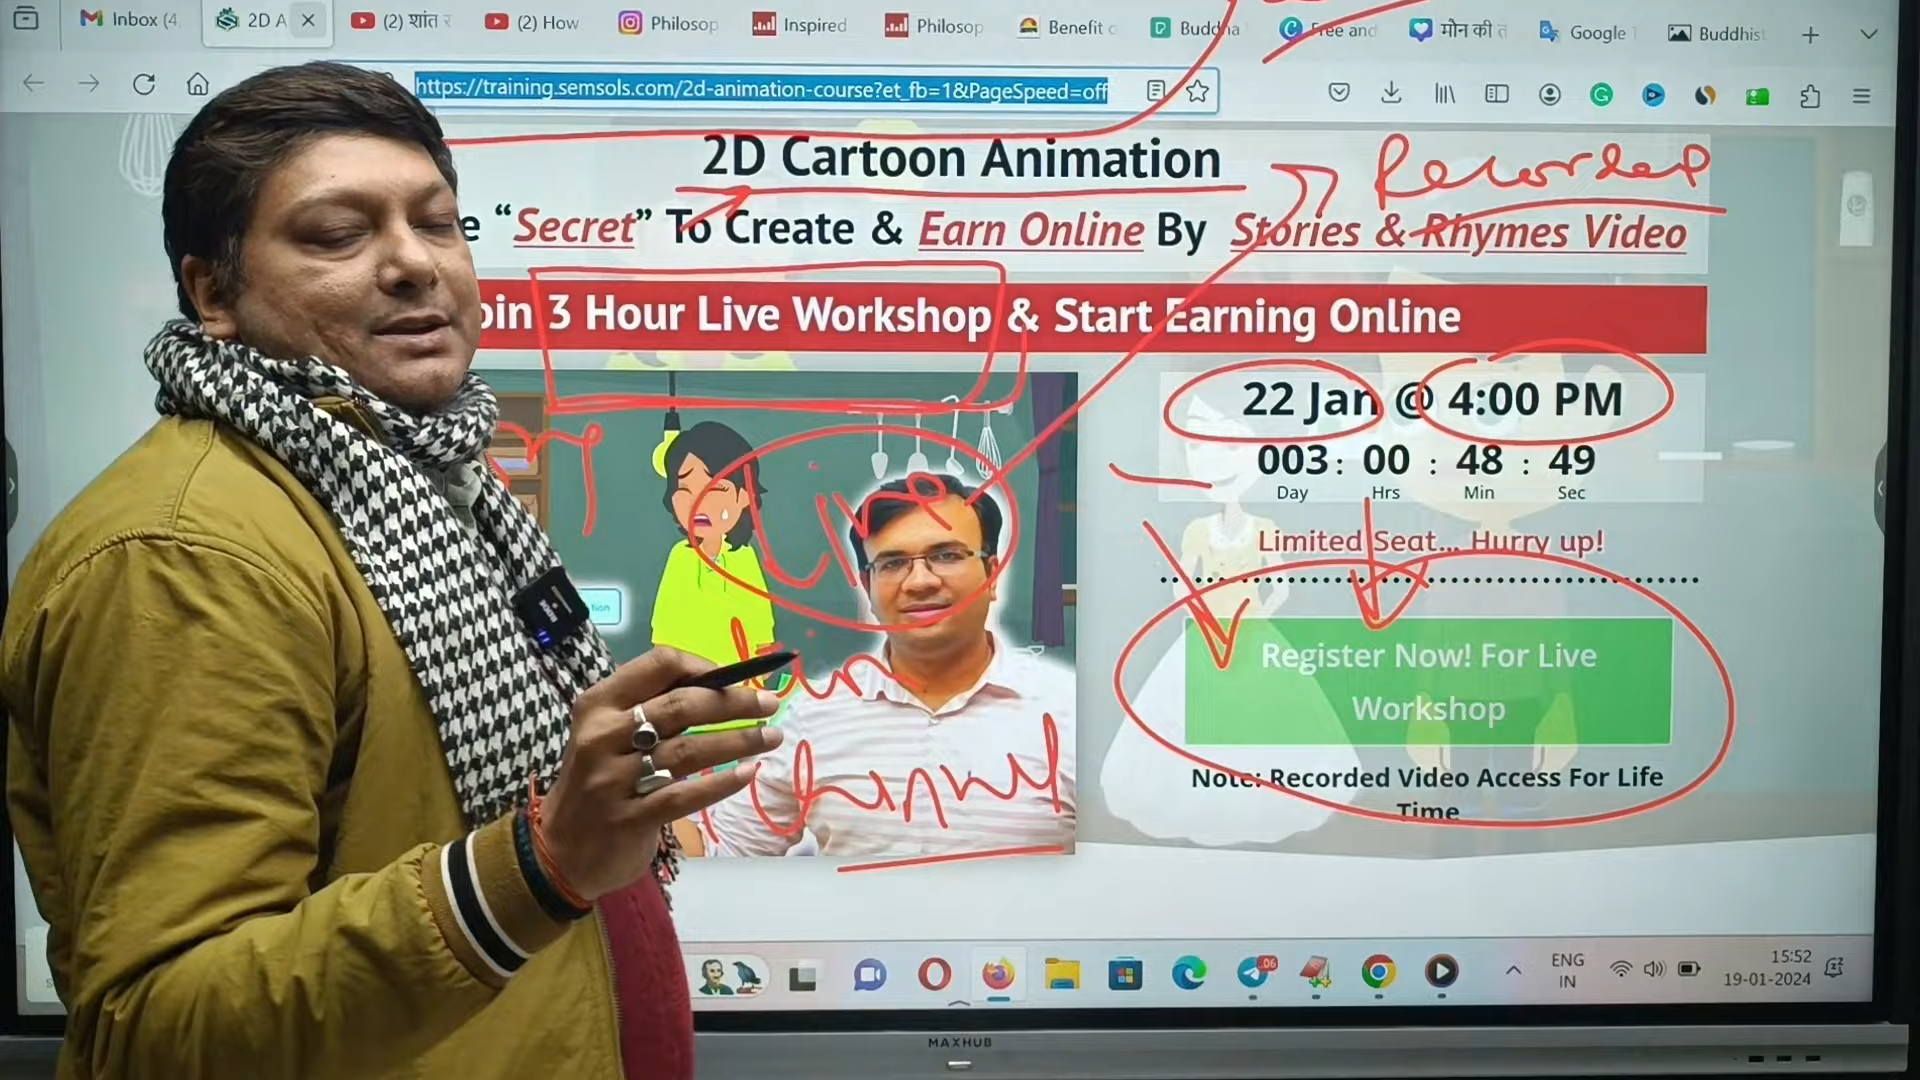 Inbox (4
2D A
(2) शांत र
(2) How
Philosop
Inspired
Philosop
Benefit c
Buddha
Free and
मौन की त
Google T
Buddhis
https://training.semsols.com/2d-animation-course?et_fb=1&PageSpeed=off
2D Cartoon Animation
Recorded
e “Secret” To Create & Earn Online By Stories & Rhymes Video
oin 3 Hour Live Workshop & Start Earning Online
22 Jan @ 4:00 PM
003 : 00 : 48 : 49
Day Hrs Min Sec
Live
Limited Seat... Hurry up!
tion
Register Now! For Live
Workshop
Channel
Note: Recorded Video Access For Life
Time
.06
ENG
IN
15:52
19-01-2024
MAXHUB